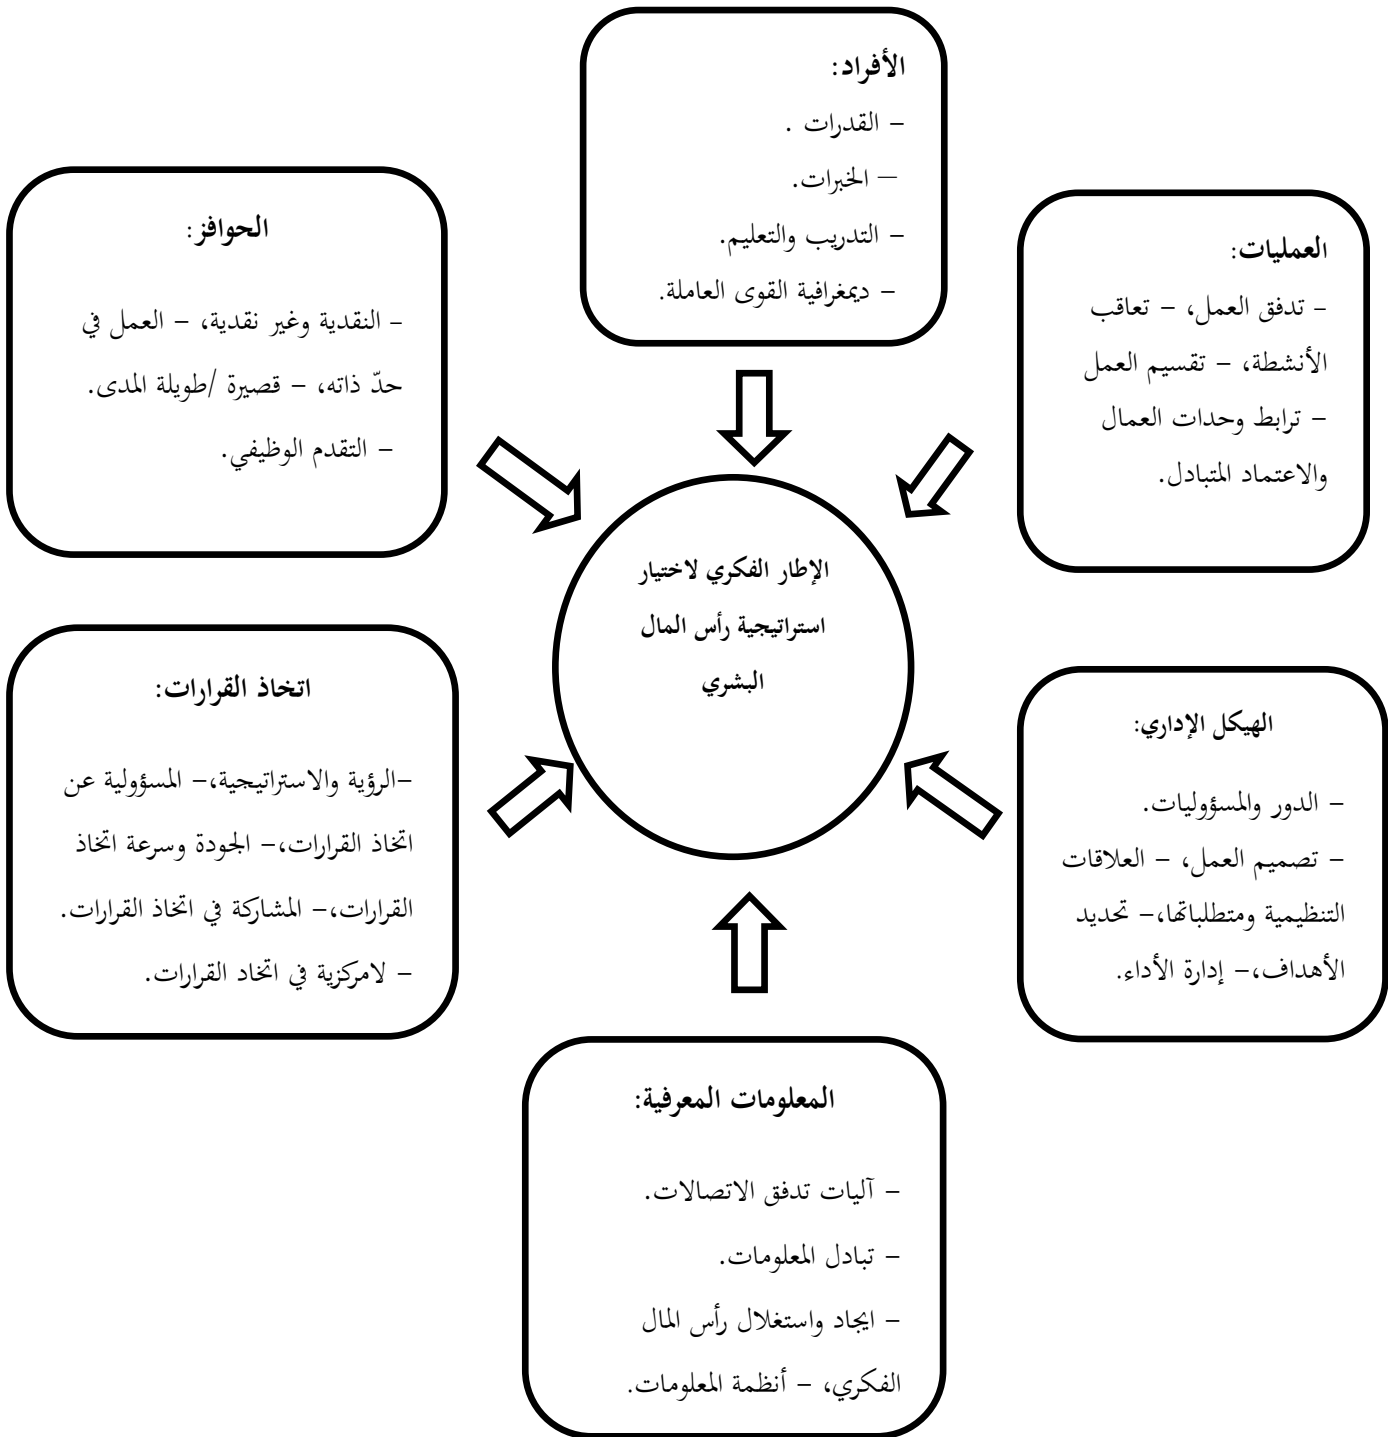 الأفراد:
– القدرات .
– الخبرات.
– التدريب والتعليم.
– ديمغرافية القوى العاملة.
العمليات:
- تدفق العمل، – تعاقب
الأنشطة، – تقسيم العمل
– ترابط وحدات العمال
والاعتماد المتبادل.
الحوافز:
- النقدية وغير نقدية، – العمل في
حدّ ذاته، – قصيرة /طويلة المدى.
– التقدم الوظيفي.
الإطار الفكري لاختيار
استراتيجية رأس المال
البشري
الهيكل الإداري:
– الدور والمسؤوليات.
– تصميم العمل، – العلاقات
التنظيمية ومتطلباتها،– تحديد
الأهداف،– إدارة الأداء.
اتخاذ القرارات:
–الرؤية والاستراتيجية،– المسؤولية عن
اتخاذ القرارات،– الجودة وسرعة اتخاذ
القرارات،– المشاركة في اتخاذ القرارات.
– لامركزية في اتخاد القرارات.
المعلومات المعرفية:
– آليات تدفق الاتصالات.
– تبادل المعلومات.
– ايجاد واستغلال رأس المال
الفكري، – أنظمة المعلومات.